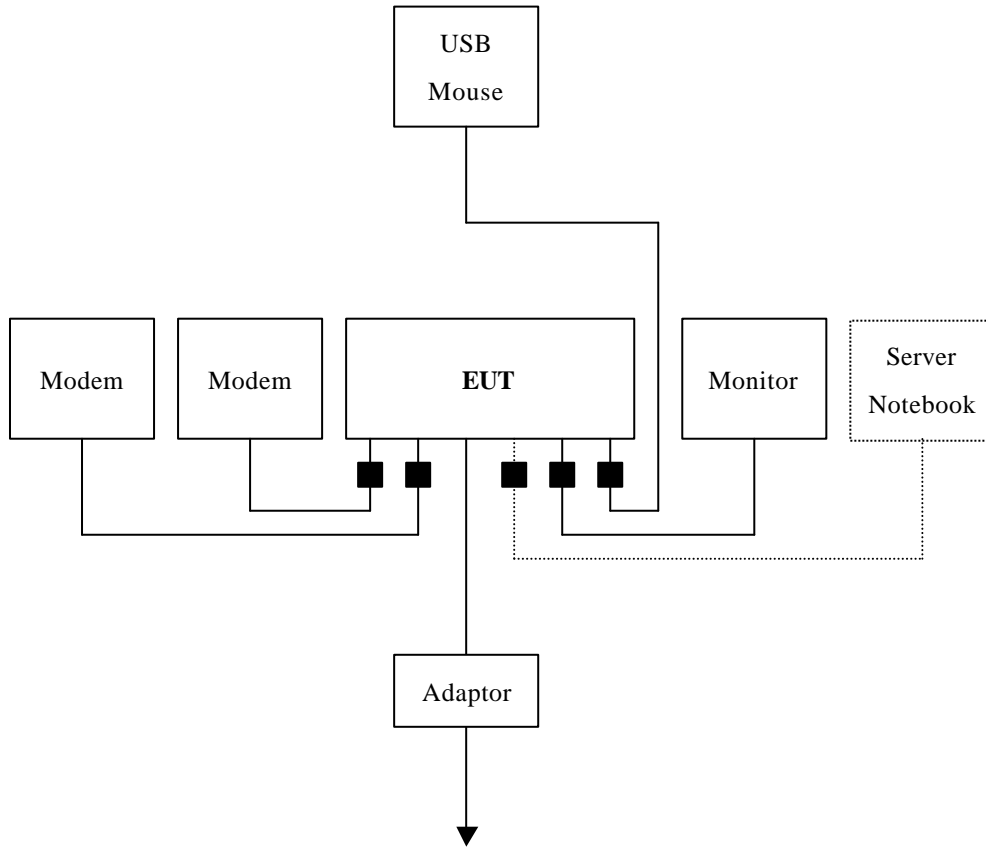 USB
Mouse
Modem
Modem
EUT
Monitor
Server
Notebook
Adaptor